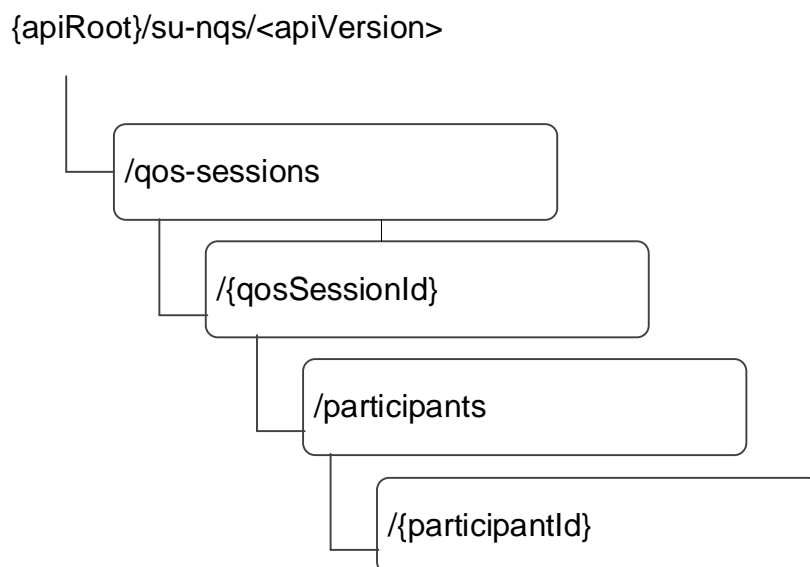 {apiRoot}/su-nqs/<apiVersion>
/qos-sessions
/{qosSessionId}
/participants
/{participantId}